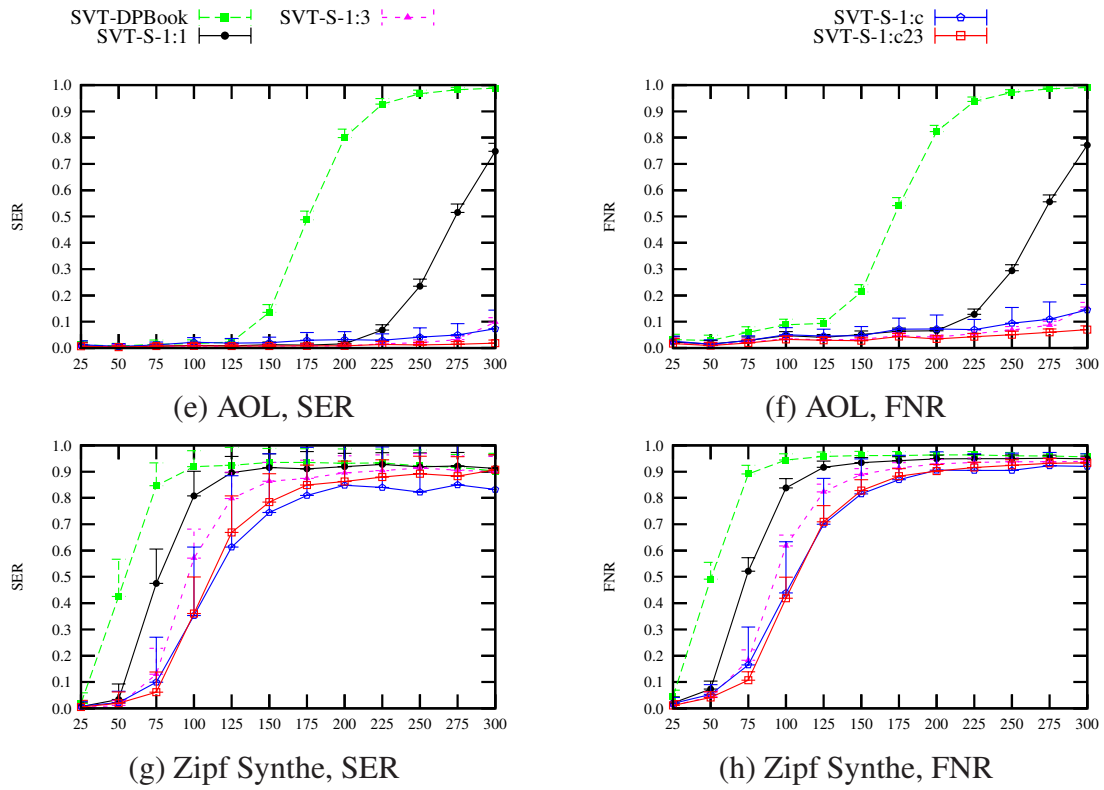 SVT-DPBook SVT-S-1:3 SVT-S-1:c
SVT-S-1:1 SVT-S-1:c23
1.0 0.9 0.8 0.7 0.6 0.5 0.4 0.3 0.2 0.1 0.0
SER
25 50 75 100 125 150 175 200 225 250 275 300
(e) AOL, SER
1.0 0.9 0.8 0.7 0.6 0.5 0.4 0.3 0.2 0.1 0.0
FNR
25 50 75 100 125 150 175 200 225 250 275 300
(f) AOL, FNR
1.0 0.9 0.8 0.7 0.6 0.5 0.4 0.3 0.2 0.1 0.0
SER
25 50 75 100 125 150 175 200 225 250 275 300
(g) Zipf Synthe, SER
1.0 0.9 0.8 0.7 0.6 0.5 0.4 0.3 0.2 0.1 0.0
FNR
25 50 75 100 125 150 175 200 225 250 275 300
(h) Zipf Synthe, FNR